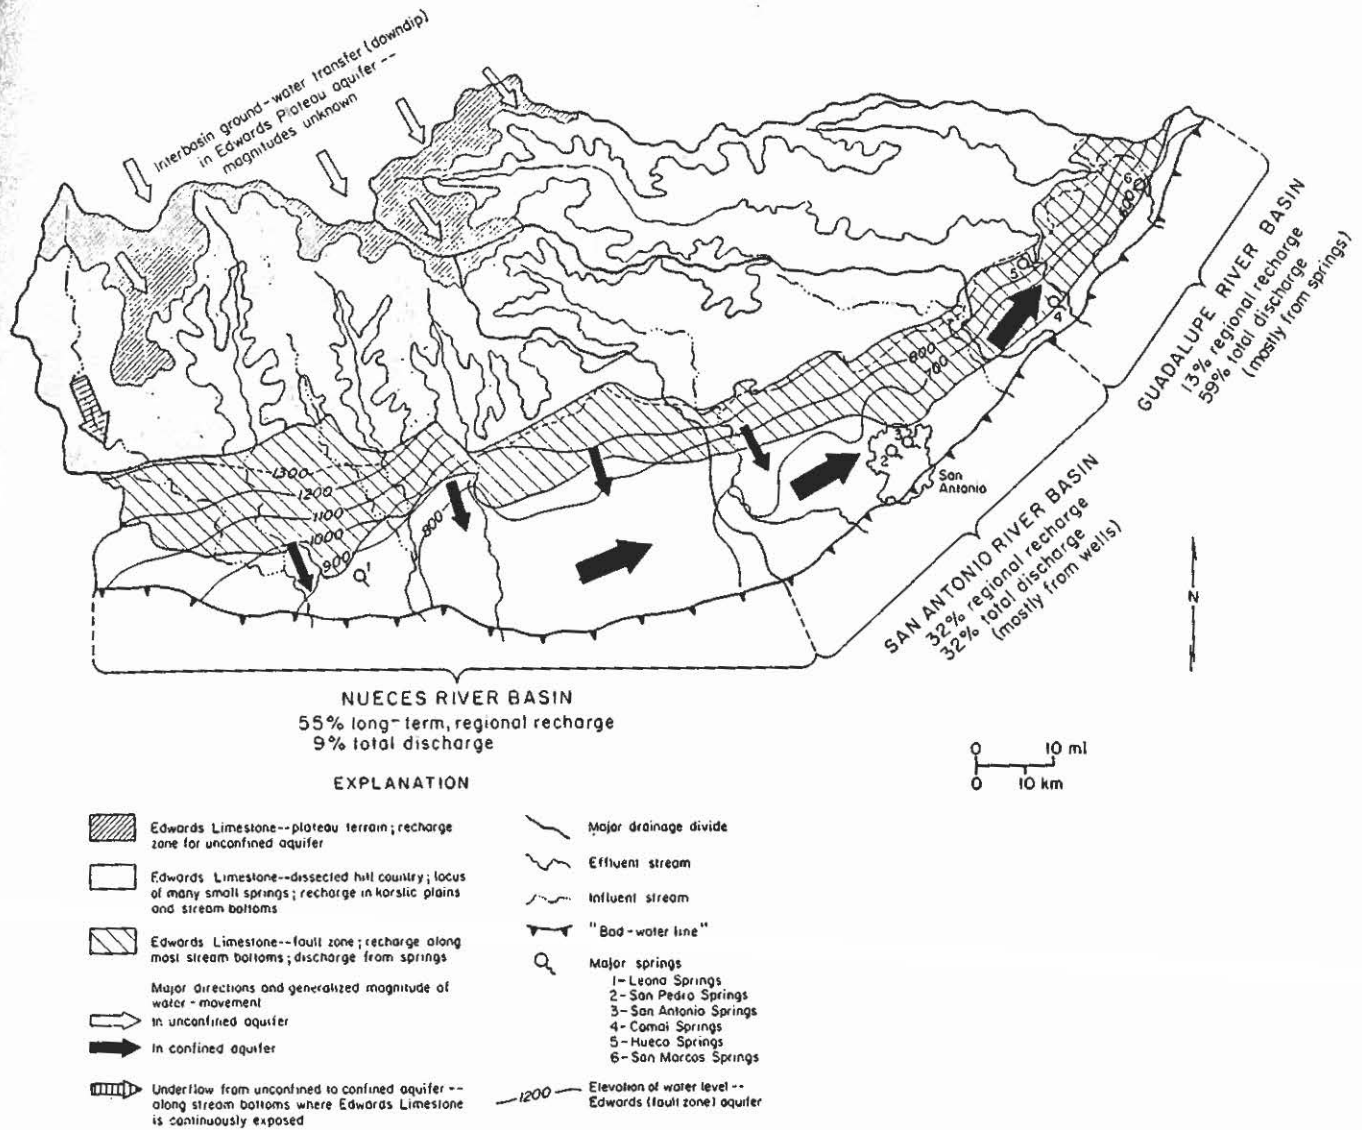 Interbasin ground-water transfer (downdip)
in Edwards Plateau aquifer --
magnitudes unknown
6
600
5
4
800
700
3
2
San
Antonio
1300
1200
1100
1000
900
800
1
GUADALUPE RIVER BASIN
13% regional recharge
59% total discharge
(mostly from springs)
SAN ANTONIO RIVER BASIN
32% regional recharge
32% total discharge
(mostly from wells)
N
NUECES RIVER BASIN
55% long-term, regional recharge
9% total discharge
0 10 mi
0 10 km
EXPLANATION
Edwards Limestone--plateau terrain; recharge
zone for unconfined aquifer
Edwards Limestone--dissected hill country; locus
of many small springs; recharge in karstic plains
and stream bottoms
Edwards Limestone--fault zone; recharge along
most stream bottoms; discharge from springs
Major directions and generalized magnitude of
water-movement
In unconfined aquifer
In confined aquifer
Underflow from unconfined to confined aquifer --
along stream bottoms where Edwards Limestone
is continuously exposed
Major drainage divide
Effluent stream
Influent stream
"Bad-water line"
Major springs
1-Leona Springs
2-San Pedro Springs
3-San Antonio Springs
4-Comal Springs
5-Hueco Springs
6-San Marcos Springs
1200
Elevation of water level --
Edwards (fault zone) aquifer